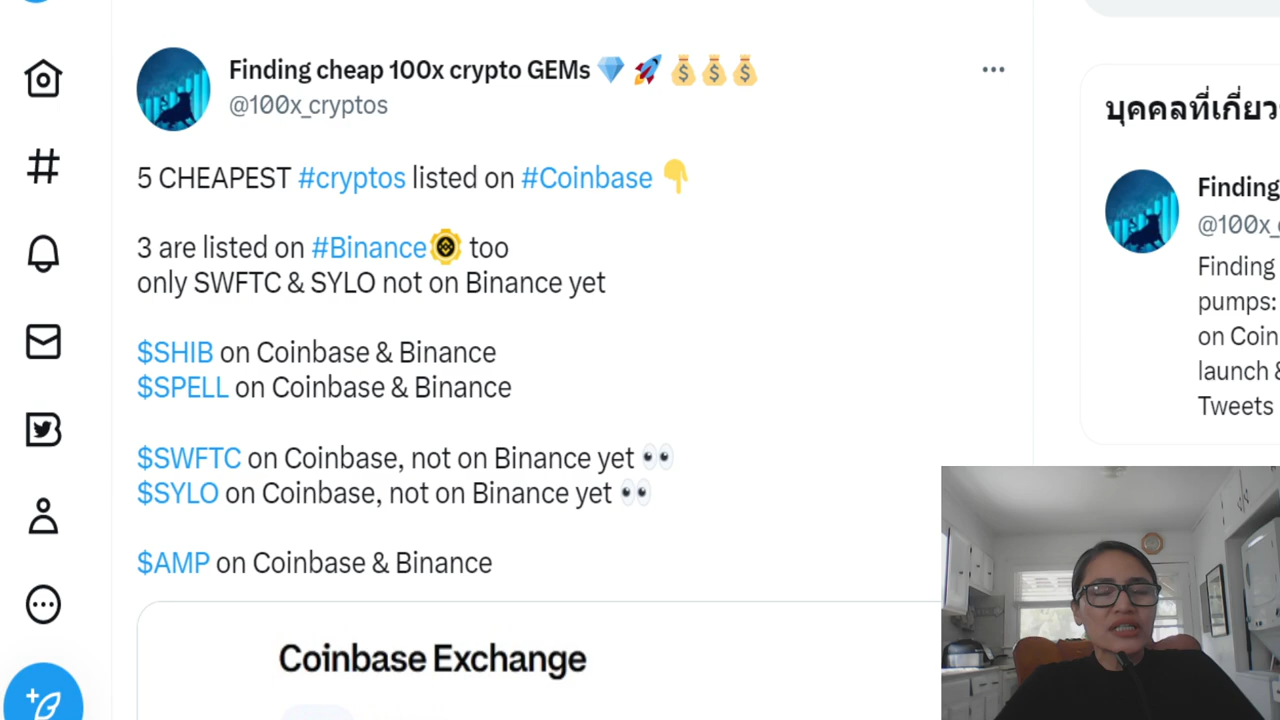 Finding cheap 100x crypto GEMs 💎 🚀 💰 💰 💰
@100x_cryptos
5 CHEAPEST #cryptos listed on #Coinbase 👇
3 are listed on #Binance too
only SWFTC & SYLO not on Binance yet
$SHIB on Coinbase & Binance
$SPELL on Coinbase & Binance
$SWFTC on Coinbase, not on Binance yet 👀
$SYLO on Coinbase, not on Binance yet 👀
$AMP on Coinbase & Binance
Coinbase Exchange
บุคคลที่เกี่ยว
Finding
@100x_
Finding
pumps:
on Coin
launch &
Tweets